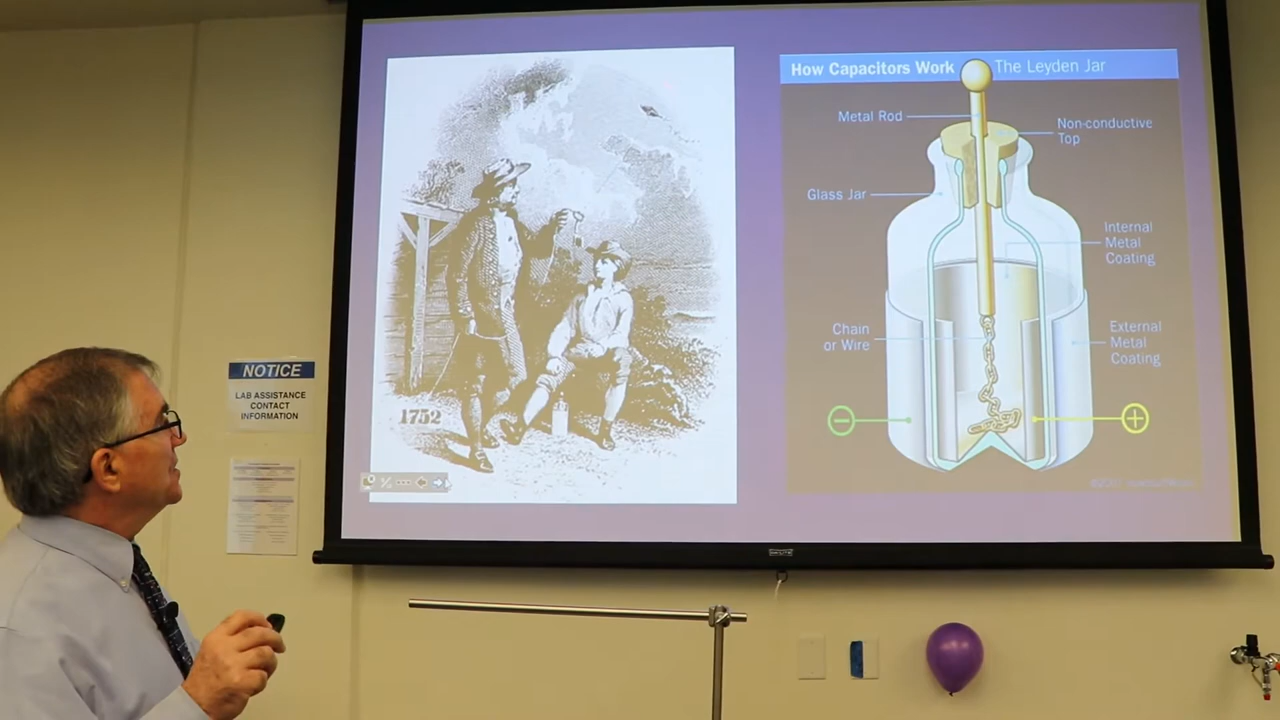 How Capacitors Work
The Leyden Jar
Metal Rod
Non-conductive
Top
Glass Jar
Internal
Metal
Coating
Chain
or Wire
External
Metal
Coating
1752
NOTICE
LAB ASSISTANCE
CONTACT
INFORMATION